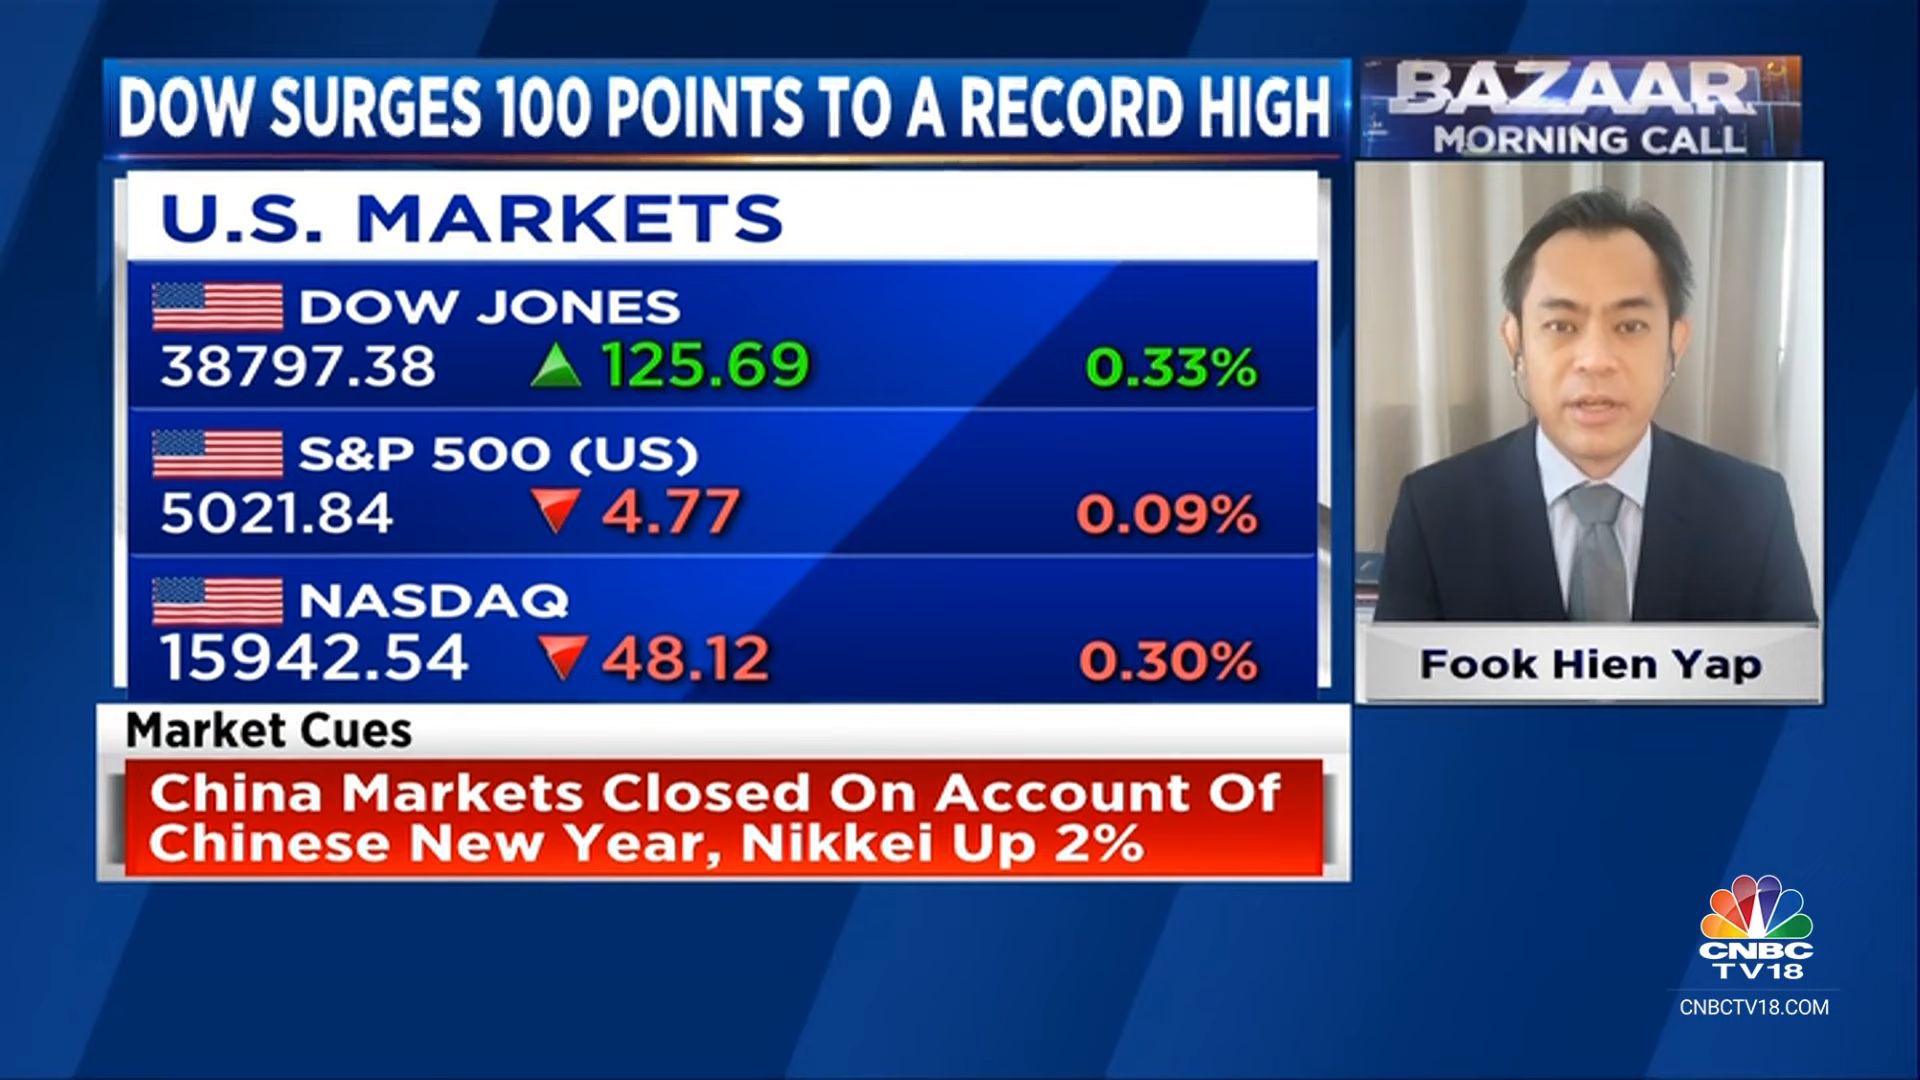 DOW SURGES 100 POINTS TO A RECORD HIGH
BAZAAR
MORNING CALL
U.S. MARKETS
DOW JONES
38797.38 ▲ 125.69 0.33%
S&P 500 (US)
5021.84 ▼ 4.77 0.09%
NASDAQ
15942.54 ▼ 48.12 0.30%
Fook Hien Yap
Market Cues
China Markets Closed On Account Of
Chinese New Year, Nikkei Up 2%
CNBC
TV18
CNBCTV18.COM